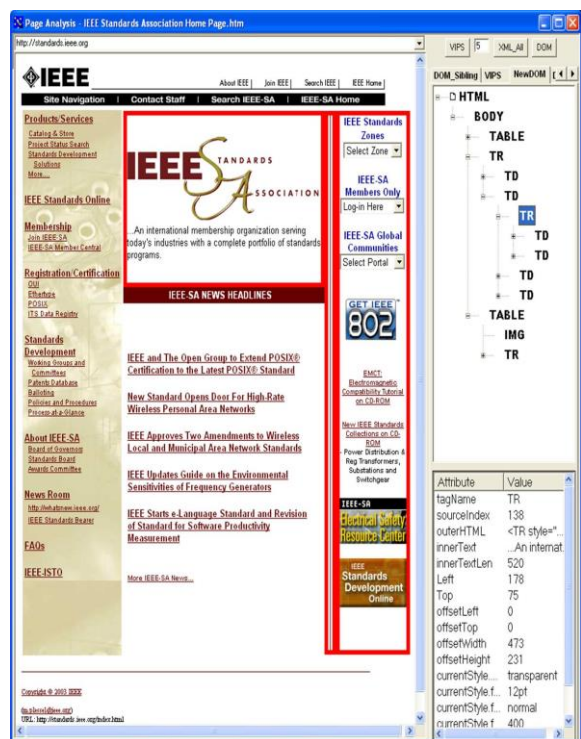 Page Analysis - IEEE Standards Association Home Page.htm
http://standards.ieee.org
IEEE
About IEEE | Join IEEE | Search IEEE | IEEE Home |
Site Navigation | Contact Staff | Search IEEE-SA | IEEE-SA Home
Products/Services
Catalog & Store
Project Status Search
Standards Development
Solutions
More....
IEEE Standards Online
Membership
Join IEEE-SA
IEEE-SA Member Central
Registration/Certification
OUI
Ethertype
POSIX
ITS Data Registry
Standards
Development
Working Groups and
Committees
Patents Database
Balloting
Policies and Procedures
Process-at-a-Glance
About IEEE-SA
Board of Governors
Standards Board
Awards Committee
News Room
http://whatsnew.ieee.org/
IEEE Standards Bearer
FAQs
IEEE-ISTO
IEEE
STANDARDS
ASSOCIATION
...An international membership organization serving
today's industries with a complete portfolio of standards
programs.
IEEE-SA NEWS HEADLINES
IEEE and The Open Group to Extend POSIX®
Certification to the Latest POSIX® Standard
New Standard Opens Door For High-Rate
Wireless Personal Area Networks
IEEE Approves Two Amendments to Wireless
Local and Municipal Area Network Standards
IEEE Updates Guide on the Environmental
Sensitivities of Frequency Generators
IEEE Starts e-Language Standard and Revision
of Standard for Software Productivity
Measurement
More IEEE-SA News...
IEEE Standards
Zones
Select Zone
IEEE-SA
Members Only
Log-in Here
IEEE-SA Global
Communities
Select Portal
GET IEEE
802
EMCT:
Electromagnetic
Compatibility Tutorial
on CD-ROM
New IEEE Standards
Collections on CD-
ROM
- Power Distribution &
Reg Transformers,
Substations and
Switchgear
IEEE-SA
Electrical Safety
Resource Center
IEEE
Standards
Development
Online
Copyright © 2003 IEEE
URL: http://standards.ieee.org/index.html
VIPS 5 XML_All DOM
DOM_Sibling VIPS NewDOM
HTML
BODY
TABLE
TR
TD
TD
TR
TD
TD
TD
TD
TABLE
IMG
TR
Attribute Value
tagName TR
sourceIndex 138
outerHTML <TR style="...
innerText ...An internat...
innerTextLen 520
Left 178
Top 75
offsetLeft 0
offsetTop 0
offsetWidth 473
offsetHeight 231
currentStyle.... transparent
currentStyle.f... 12pt
currentStyle.f... normal
currentStyle.f... 400